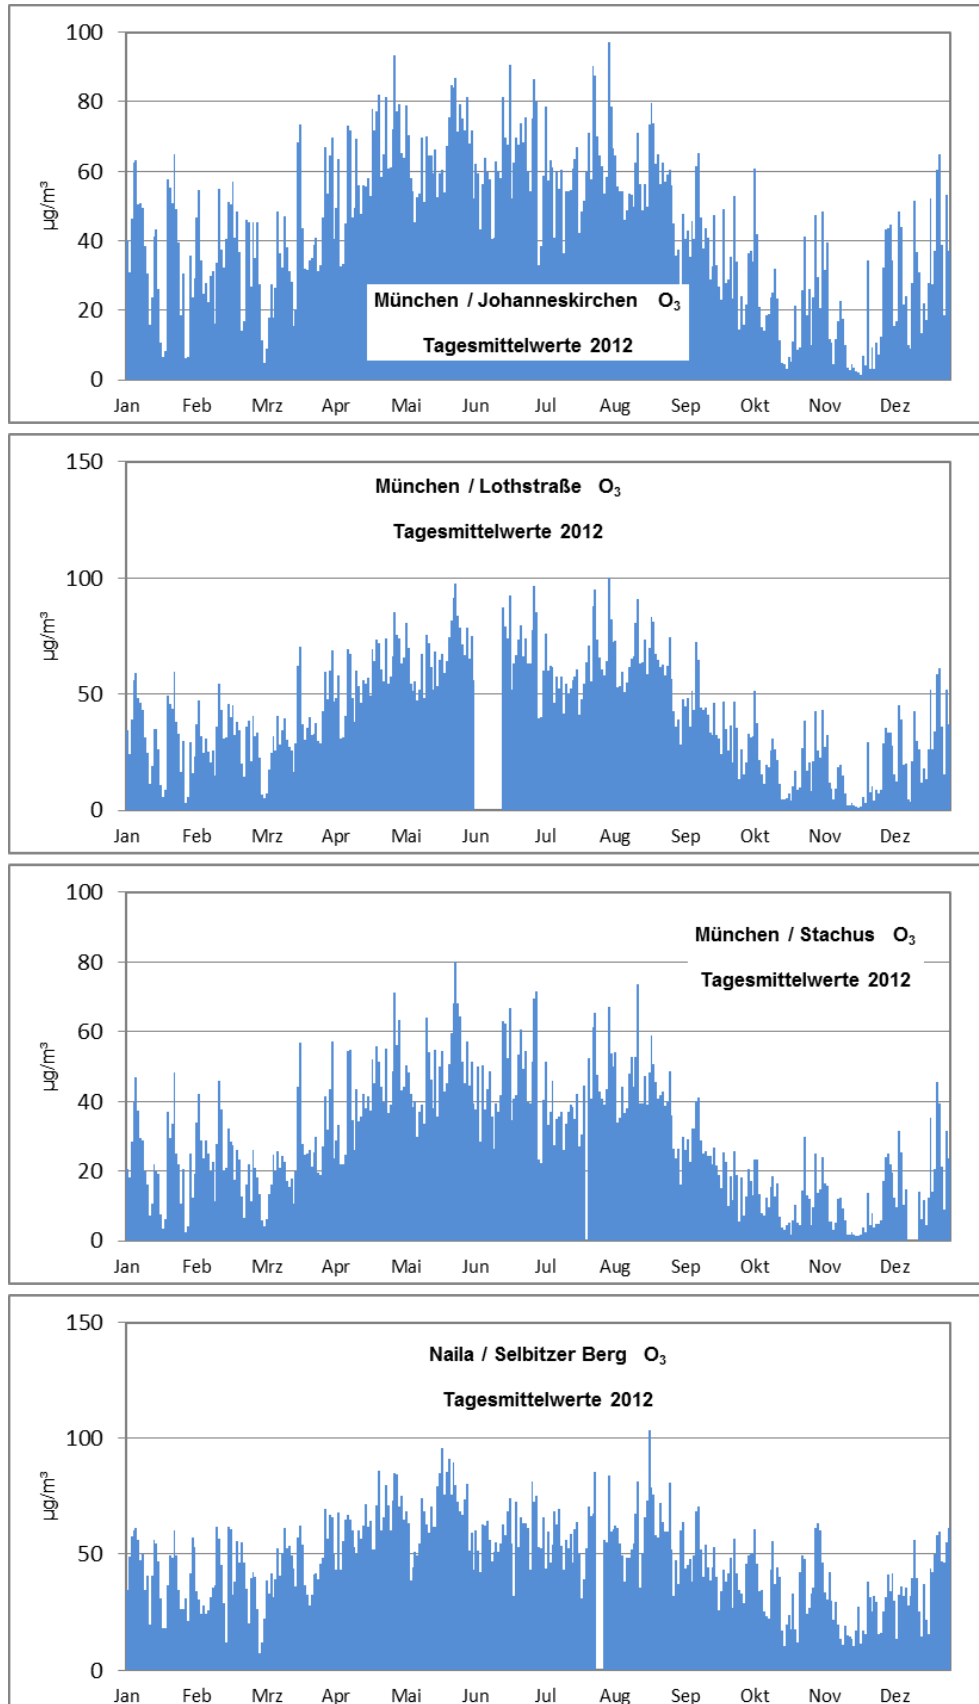 100
80
60
40
20
0
µg/m³
München / Johanneskirchen O₃
Tagesmittelwerte 2012
Jan Feb Mrz Apr Mai Jun Jul Aug Sep Okt Nov Dez
150
100
50
0
µg/m³
München / Lothstraße O₃
Tagesmittelwerte 2012
Jan Feb Mrz Apr Mai Jun Jul Aug Sep Okt Nov Dez
100
80
60
40
20
0
µg/m³
München / Stachus O₃
Tagesmittelwerte 2012
Jan Feb Mrz Apr Mai Jun Jul Aug Sep Okt Nov Dez
150
100
50
0
µg/m³
Naila / Selbitzer Berg O₃
Tagesmittelwerte 2012
Jan Feb Mrz Apr Mai Jun Jul Aug Sep Okt Nov Dez